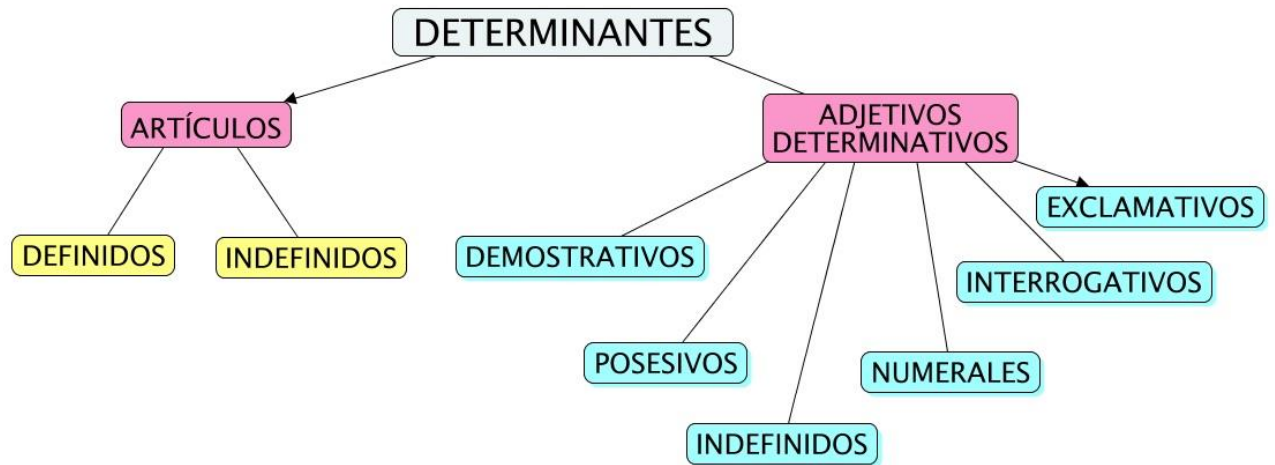 DETERMINANTES
ARTÍCULOS
ADJETIVOS
DETERMINATIVOS
DEFINIDOS
INDEFINIDOS
DEMOSTRATIVOS
POSESIVOS
INDEFINIDOS
NUMERALES
INTERROGATIVOS
EXCLAMATIVOS